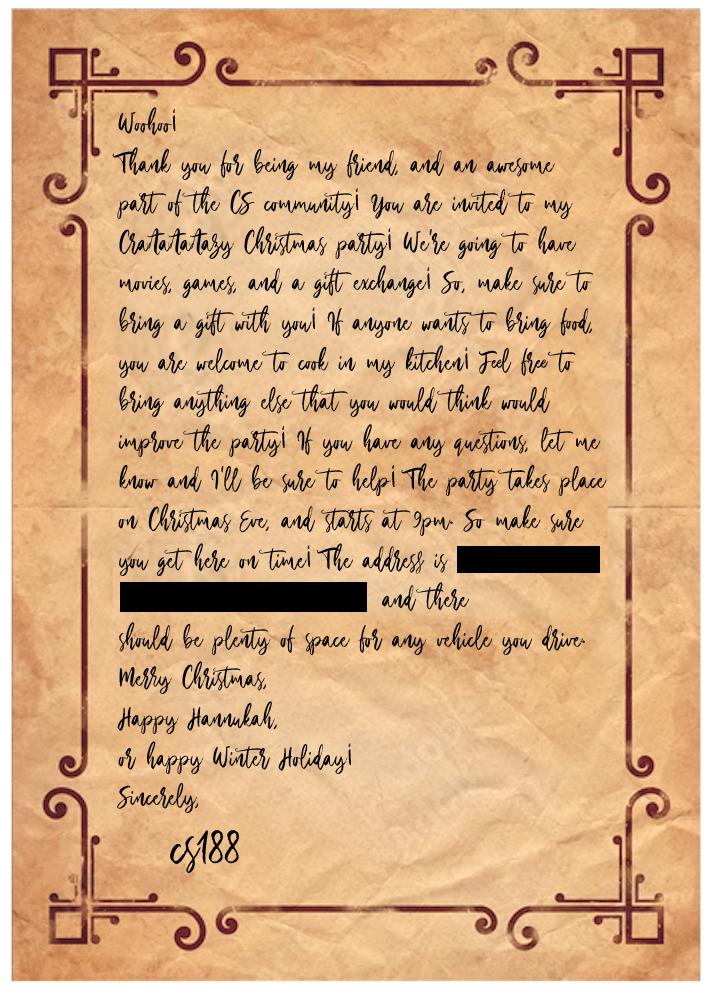 Woohoo!
Thank you for being my friend, and an awesome
part of the CS community! You are invited to my
CraAaAaAazy Christmas party! We're going to have
movies, games, and a gift exchange! So, make sure to
bring a gift with you! If anyone wants to bring food,
you are welcome to cook in my kitchen! Feel free to
bring anything else that you would think would
improve the party! If you have any questions, let me
know and I'll be sure to help! The party takes place
on Christmas Eve, and starts at 9pm. So make sure
you get here on time! The address is
and there
should be plenty of space for any vehicle you drive.
Merry Christmas,
Happy Hannukah,
or happy Winter Holiday!
Sincerely,
cs188